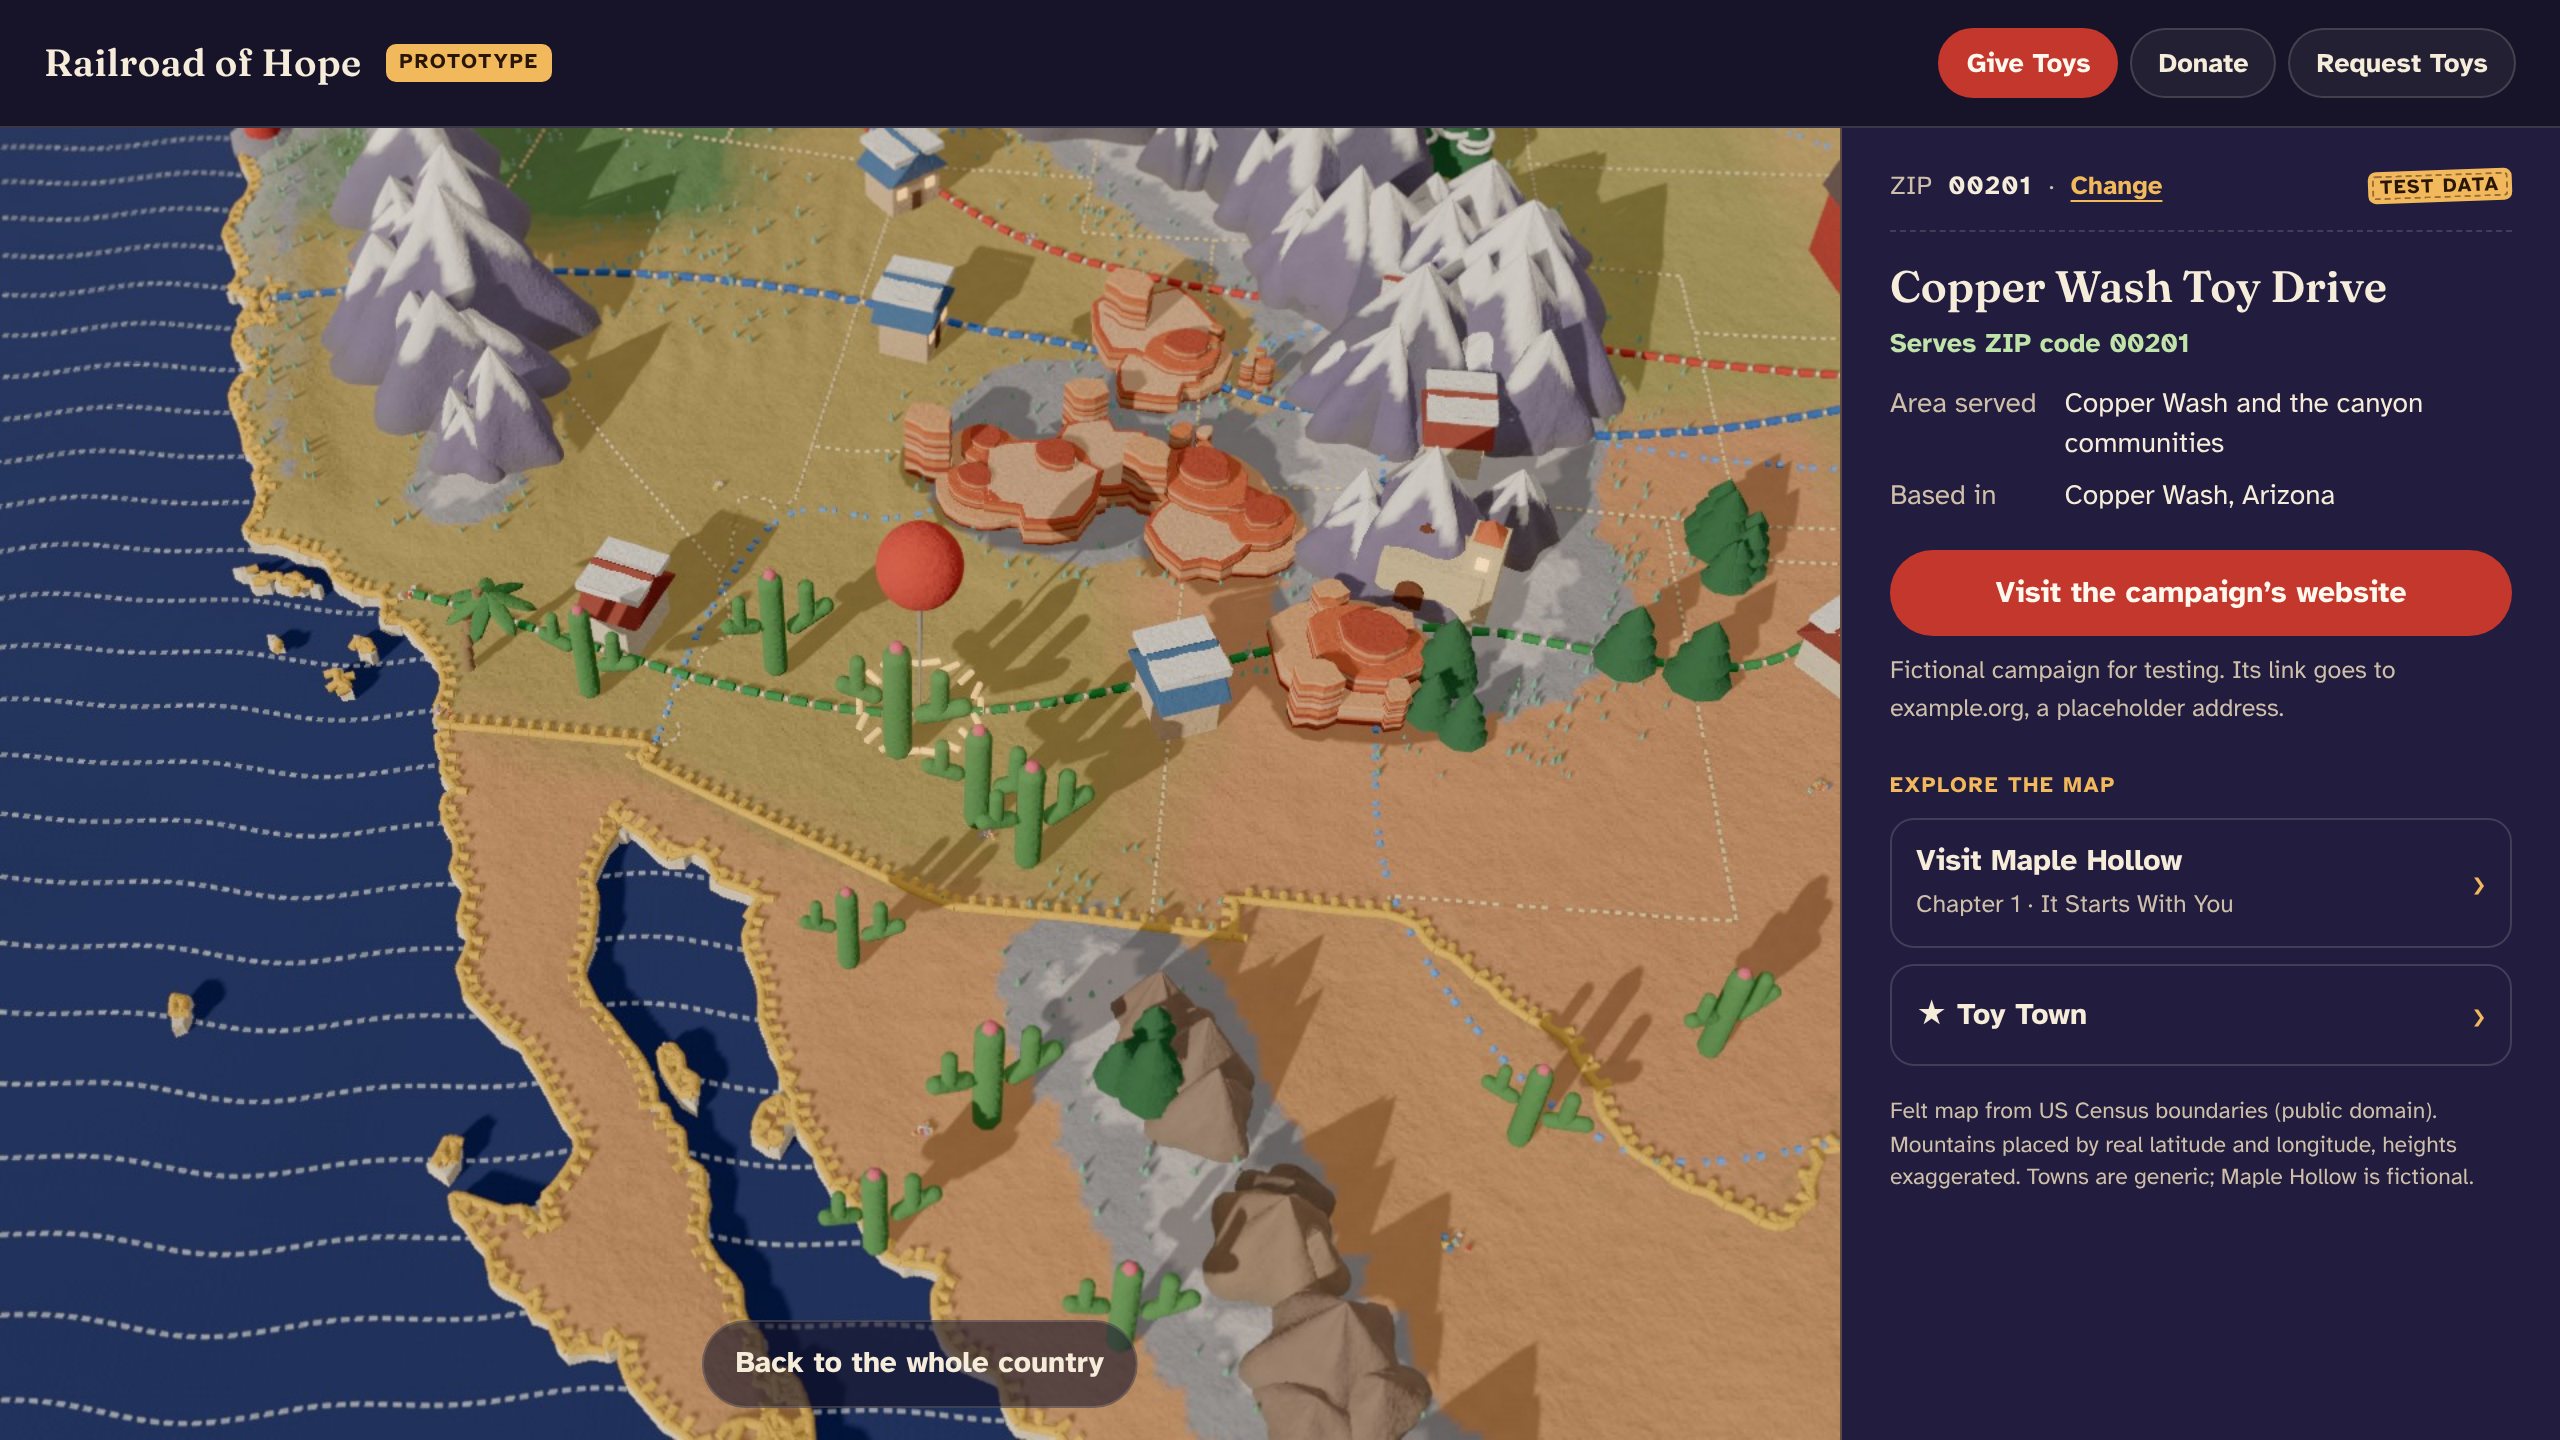 Railroad of Hope
PROTOTYPE
Give Toys
Donate
Request Toys
ZIP 00201 · Change
TEST DATA
Copper Wash Toy Drive
Serves ZIP code 00201
Area served Copper Wash and the canyon
communities
Based in Copper Wash, Arizona
Visit the campaign’s website
Fictional campaign for testing. Its link goes to
example.org, a placeholder address.
EXPLORE THE MAP
Visit Maple Hollow
Chapter 1 · It Starts With You
★ Toy Town
Felt map from US Census boundaries (public domain).
Mountains placed by real latitude and longitude, heights
exaggerated. Towns are generic; Maple Hollow is fictional.
Back to the whole country